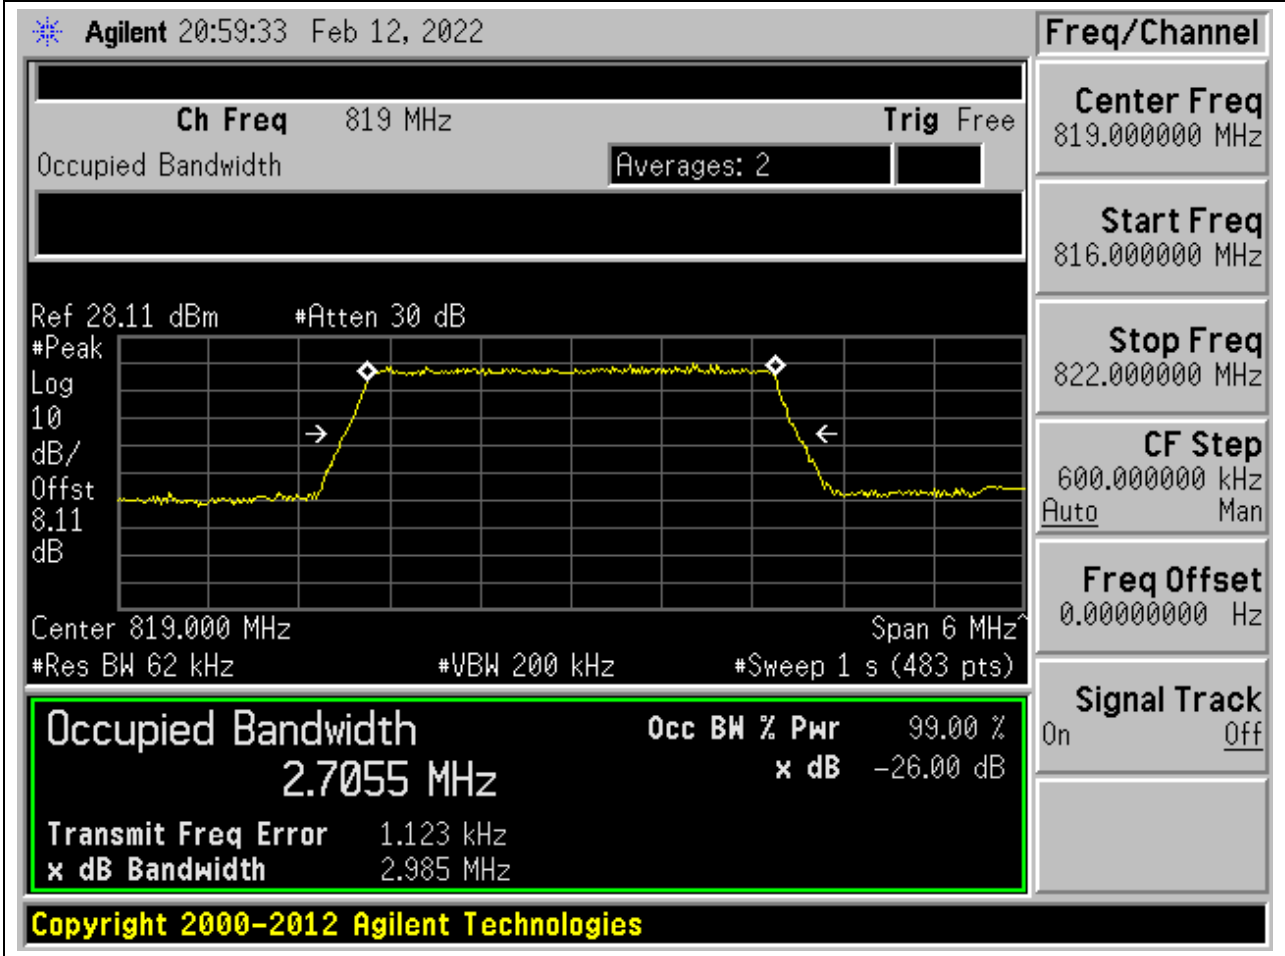 Agilent 20:59:33 Feb 12, 2022
Freq/Channel
Ch Freq 819 MHz Trig Free
Occupied Bandwidth Averages: 2
Ref 28.11 dBm #Atten 30 dB
#Peak
Log
10
dB/
Offst
8.11
dB
Center 819.000 MHz Span 6 MHz^
#Res BW 62 kHz #VBW 200 kHz #Sweep 1 s (483 pts)
Occupied Bandwidth Occ BW % Pwr 99.00 %
2.7055 MHz x dB -26.00 dB
Transmit Freq Error 1.123 kHz
x dB Bandwidth 2.985 MHz
Copyright 2000-2012 Agilent Technologies
Center Freq
819.000000 MHz
Start Freq
816.000000 MHz
Stop Freq
822.000000 MHz
CF Step
600.000000 kHz
Auto Man
Freq Offset
0.00000000 Hz
Signal Track
On Off